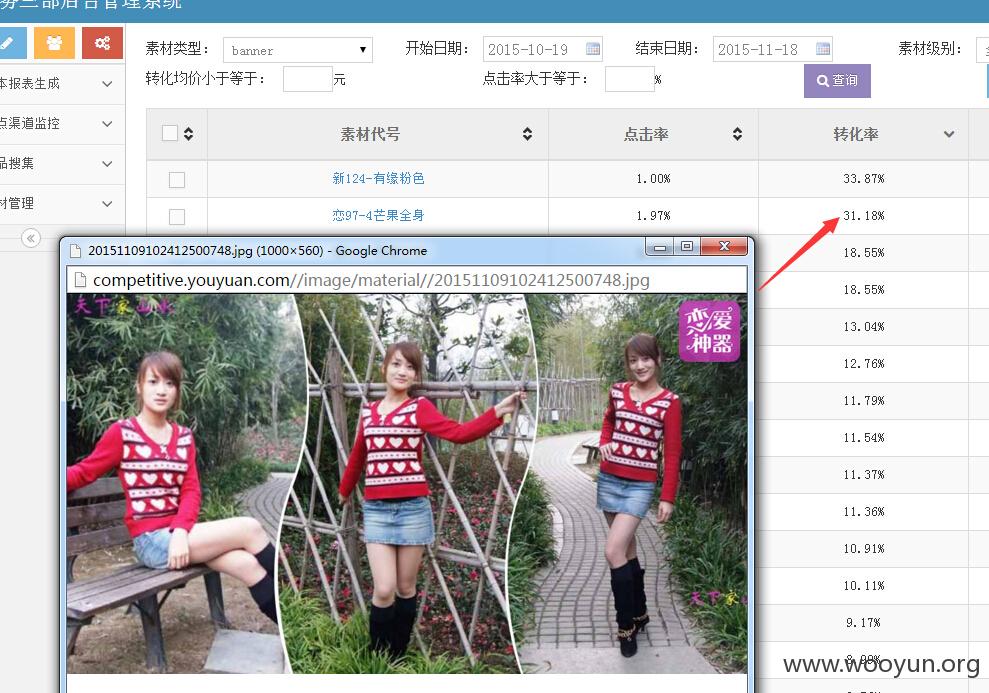 务三部后台管理系统
素材类型： banner 开始日期： 2015-10-19 结束日期： 2015-11-18 素材级别：
转化均价小于等于： 元 点击率大于等于： % 查询
本报表生成
点渠道监控
品搜集
材管理
素材代号 点击率 转化率
新124-有缘粉色 1.00% 33.87%
恋97-4芒果全身 1.97% 31.18%
18.55%
18.55%
13.04%
12.76%
11.79%
11.54%
11.37%
11.36%
10.91%
10.11%
9.17%
20151109102412500748.jpg (1000×560) - Google Chrome
competitive.youyuan.com//image/material//20151109102412500748.jpg
天下家山水
恋爱
神器
天下家
www.wooyun.org